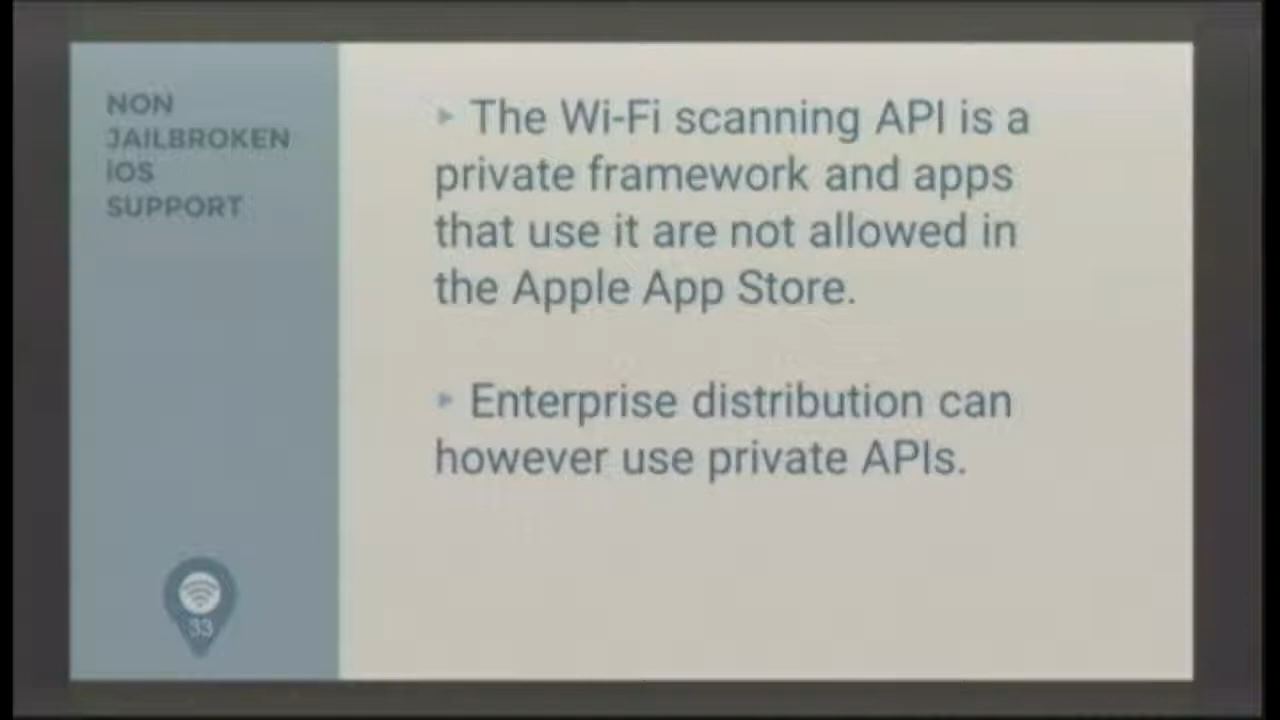 NON
JAILBROKEN
iOS
SUPPORT
The Wi-Fi scanning API is a
private framework and apps
that use it are not allowed in
the Apple App Store.
Enterprise distribution can
however use private APIs.
33